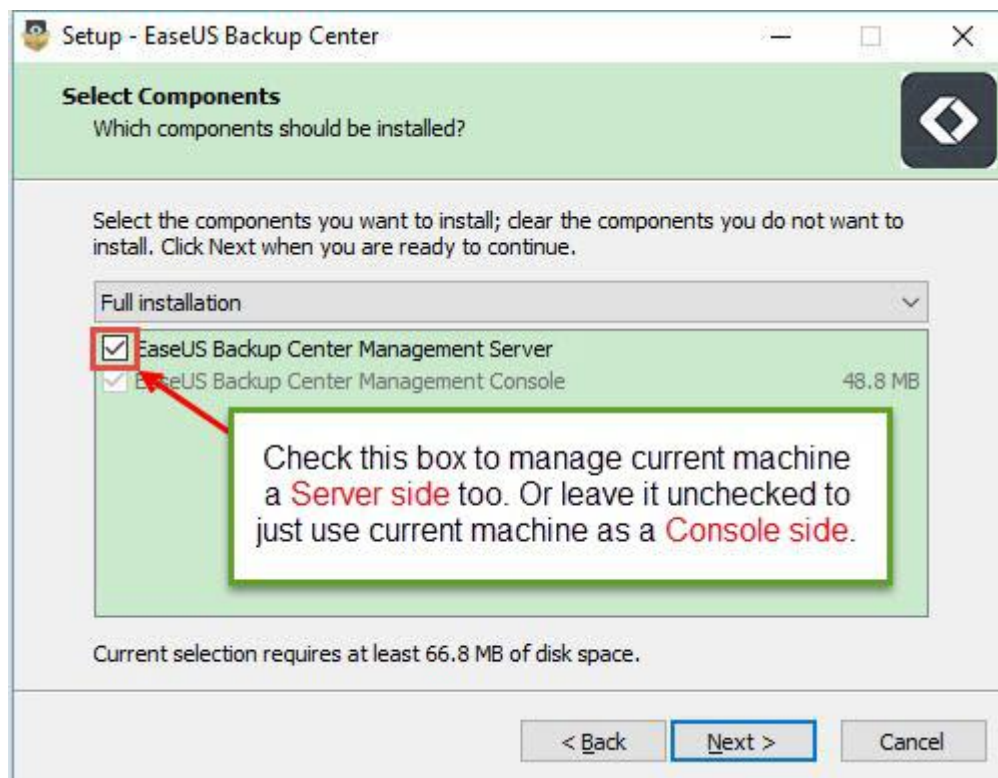 Setup - EaseUS Backup Center
Select Components
Which components should be installed?
Select the components you want to install; clear the components you do not want to
install. Click Next when you are ready to continue.
Full installation
EaseUS Backup Center Management Server
EaseUS Backup Center Management Console 48.8 MB
Check this box to manage current machine
a Server side too. Or leave it unchecked to
just use current machine as a Console side.
Current selection requires at least 66.8 MB of disk space.
< Back Next > Cancel